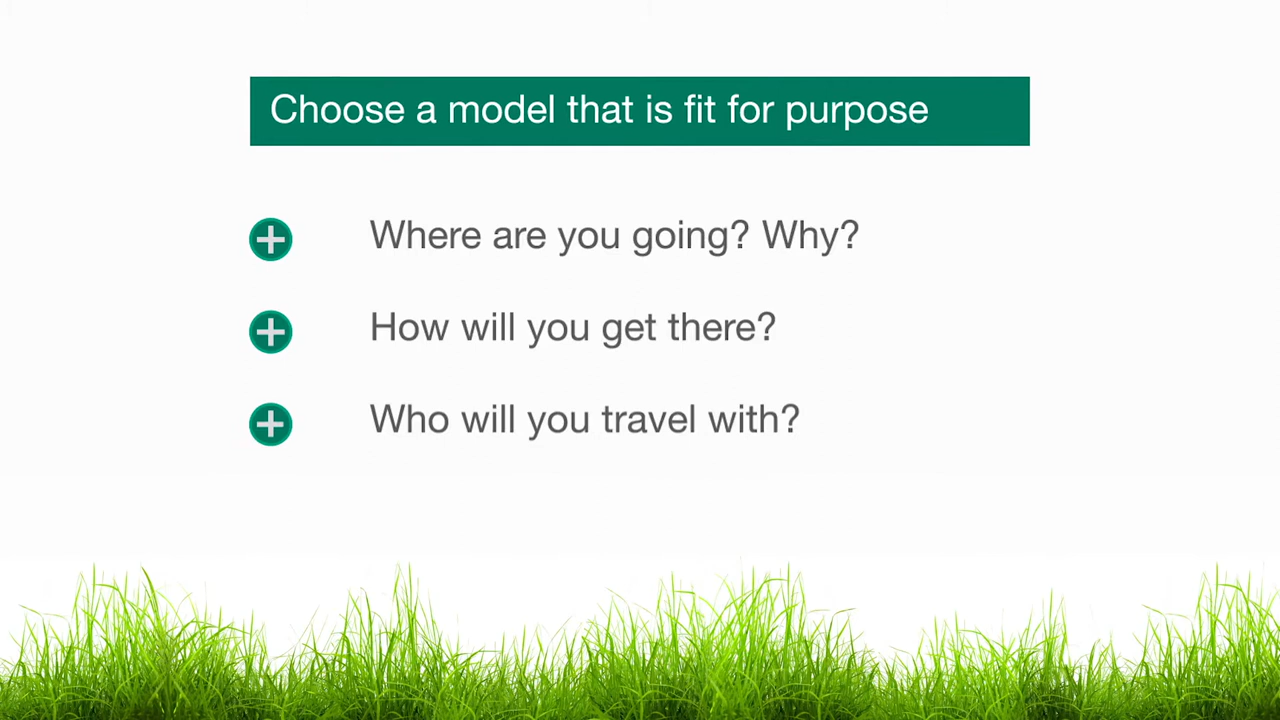 Choose a model that is fit for purpose
Where are you going? Why?
How will you get there?
Who will you travel with?